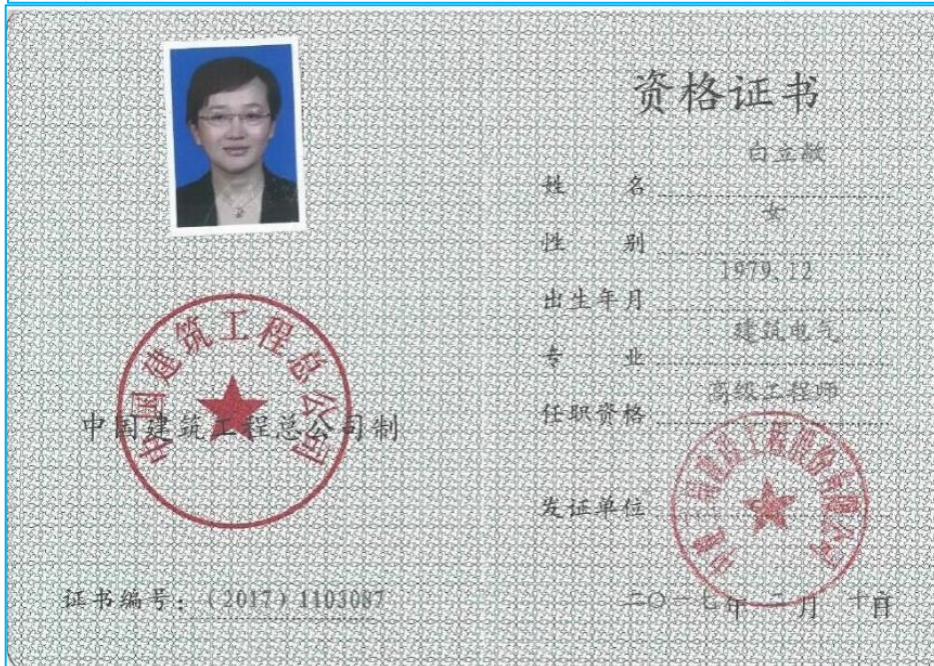 中国建筑工程总公司
中国建筑工程总公司制
证书编号：（2017）1103087
资格证书
姓 名 白立敏
性 别 女
出生年月 1979.12
专 业 建筑电气
任职资格 高级工程师
发证单位
二〇一七年二月十六日